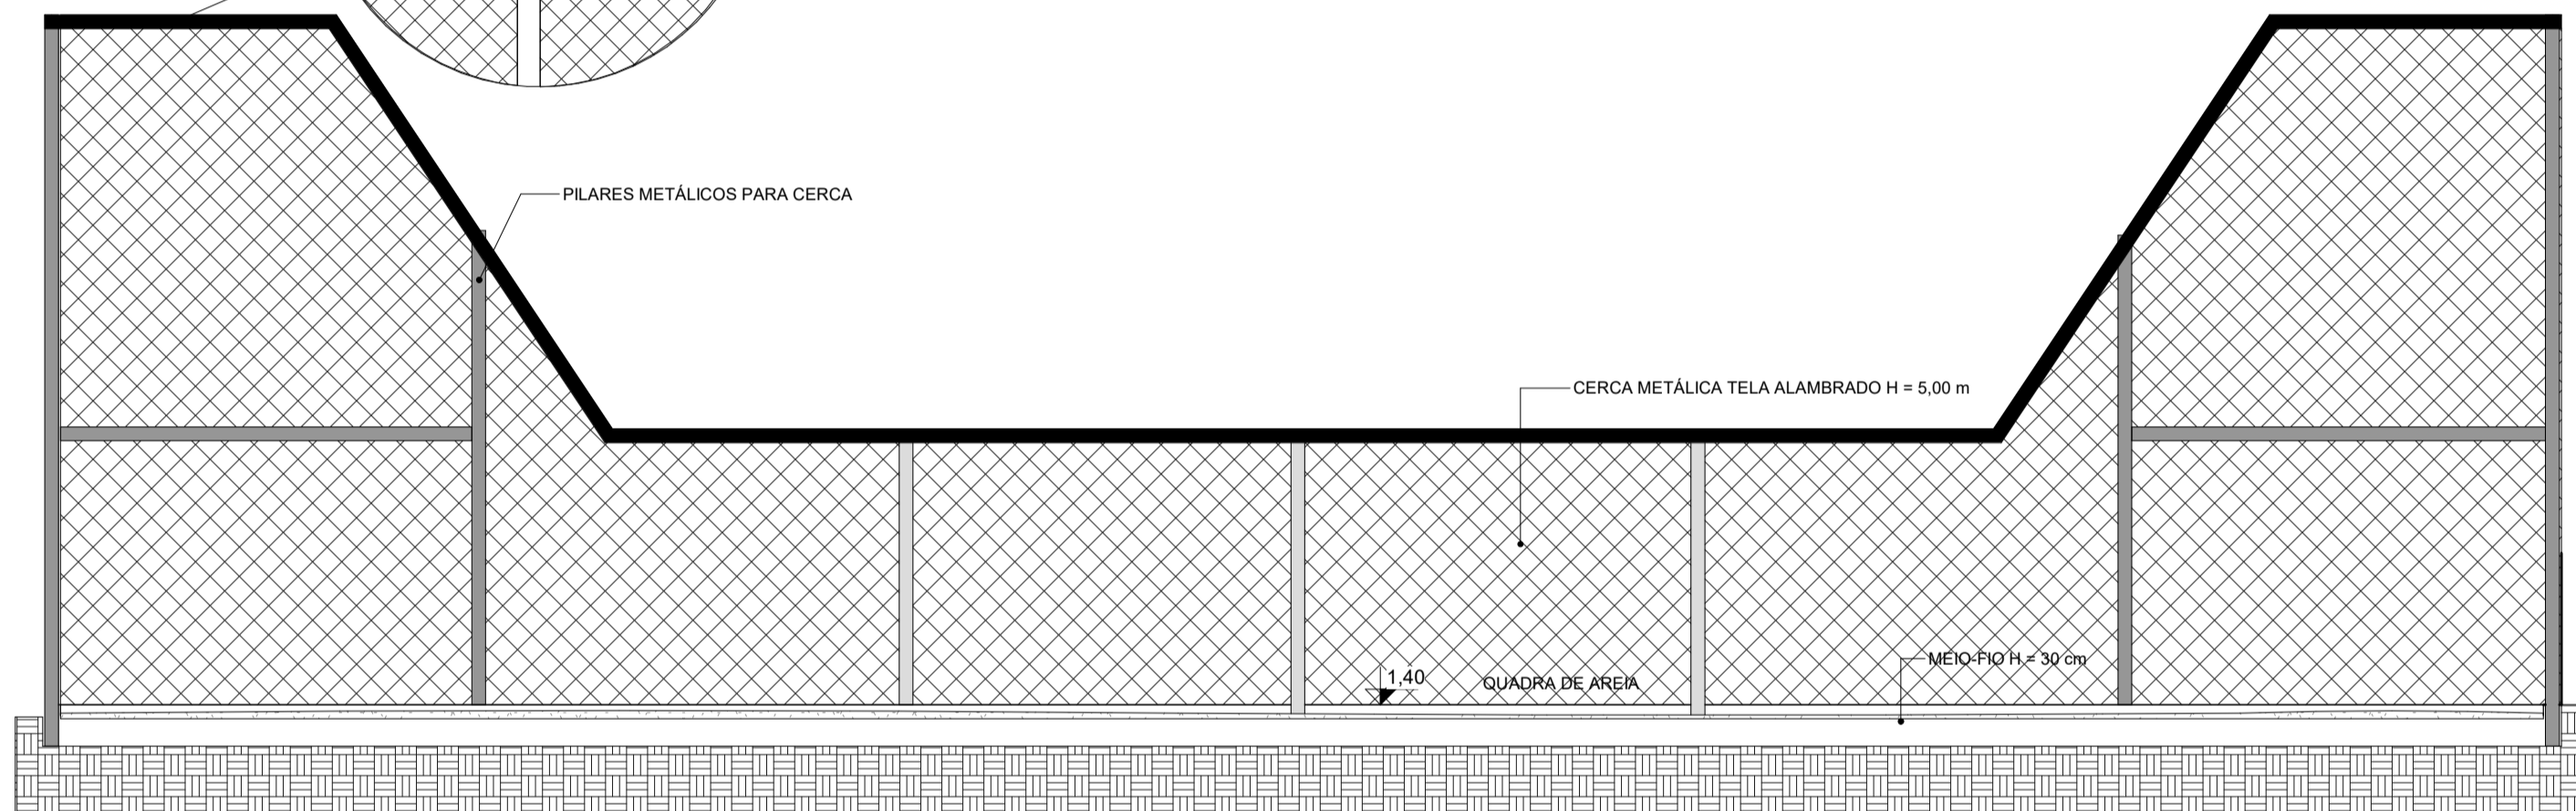 PILARES METÁLICOS PARA CERCA
CERCA METÁLICA TELA ALAMBRADO H = 5,00 m
MEIO-FIO H = 30 cm
1,40
QUADRA DE AREIA